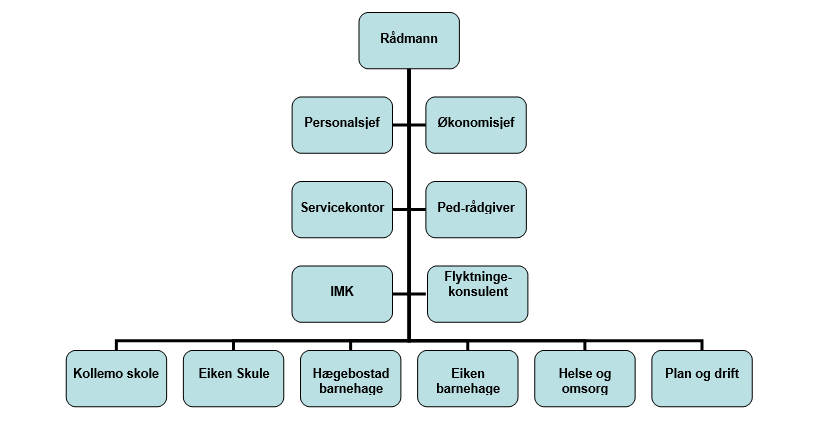 Rådmann
Personalsjef
Økonomisjef
Servicekontor
Ped-rådgiver
IMK
Flyktninge-
konsulent
Kollemo skole
Eiken Skule
Hægebostad
barnehage
Eiken
barnehage
Helse og
omsorg
Plan og drift